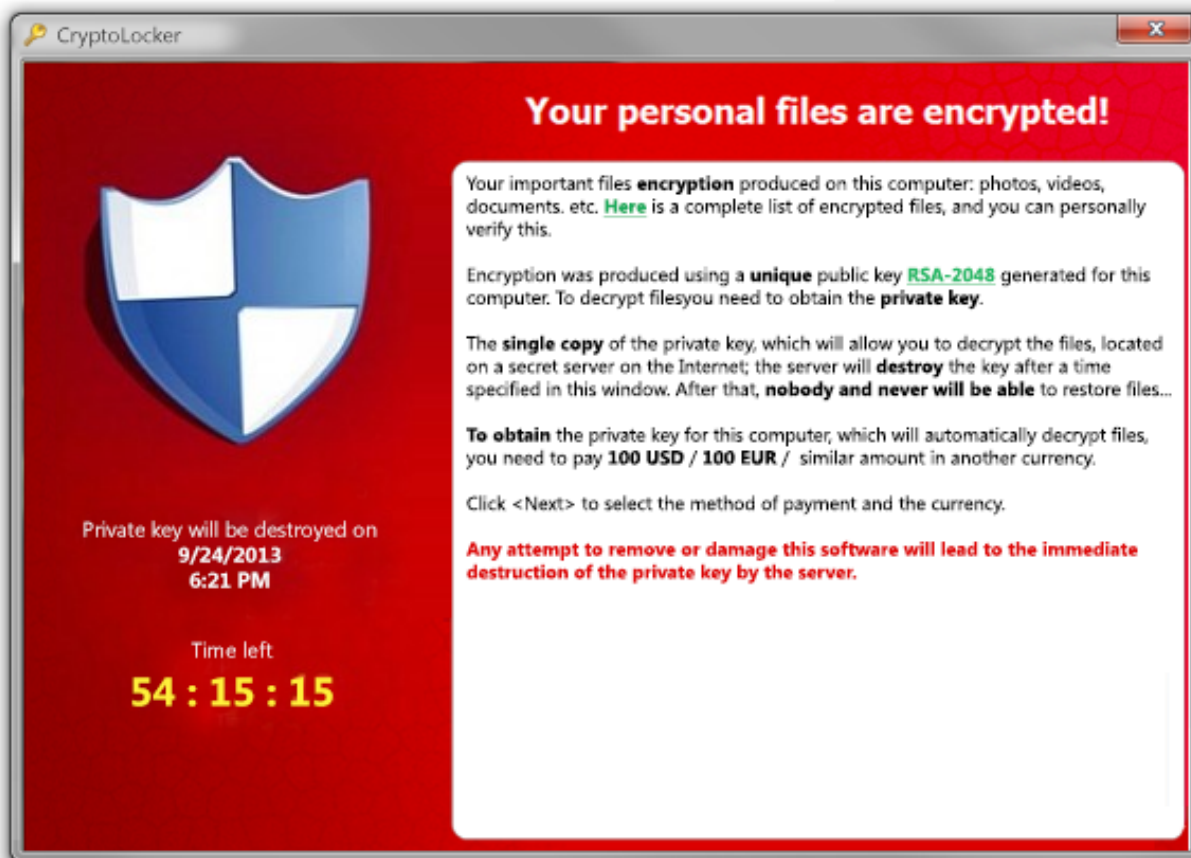 CryptoLocker
Your personal files are encrypted!
Your important files encryption produced on this computer: photos, videos,
documents. etc. Here is a complete list of encrypted files, and you can personally
verify this.
Encryption was produced using a unique public key RSA-2048 generated for this
computer. To decrypt filesyou need to obtain the private key.
The single copy of the private key, which will allow you to decrypt the files, located
on a secret server on the Internet; the server will destroy the key after a time
specified in this window. After that, nobody and never will be able to restore files...
To obtain the private key for this computer, which will automatically decrypt files,
you need to pay 100 USD / 100 EUR / similar amount in another currency.
Click <Next> to select the method of payment and the currency.
Any attempt to remove or damage this software will lead to the immediate
destruction of the private key by the server.
Private key will be destroyed on
9/24/2013
6:21 PM
Time left
54 : 15 : 15